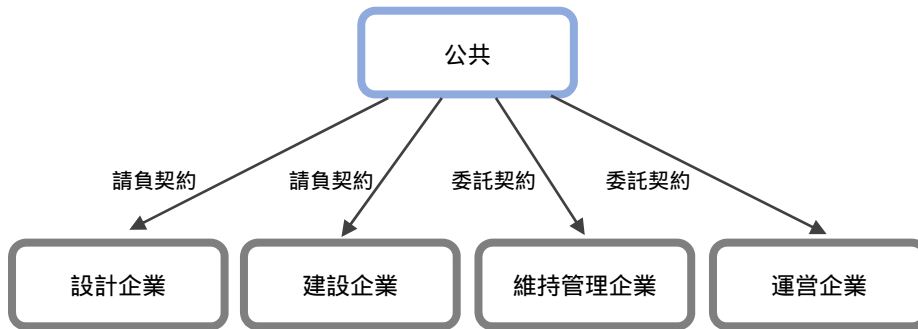 公共
請負契約
請負契約
委託契約
委託契約
設計企業
建設企業
維持管理企業
運営企業